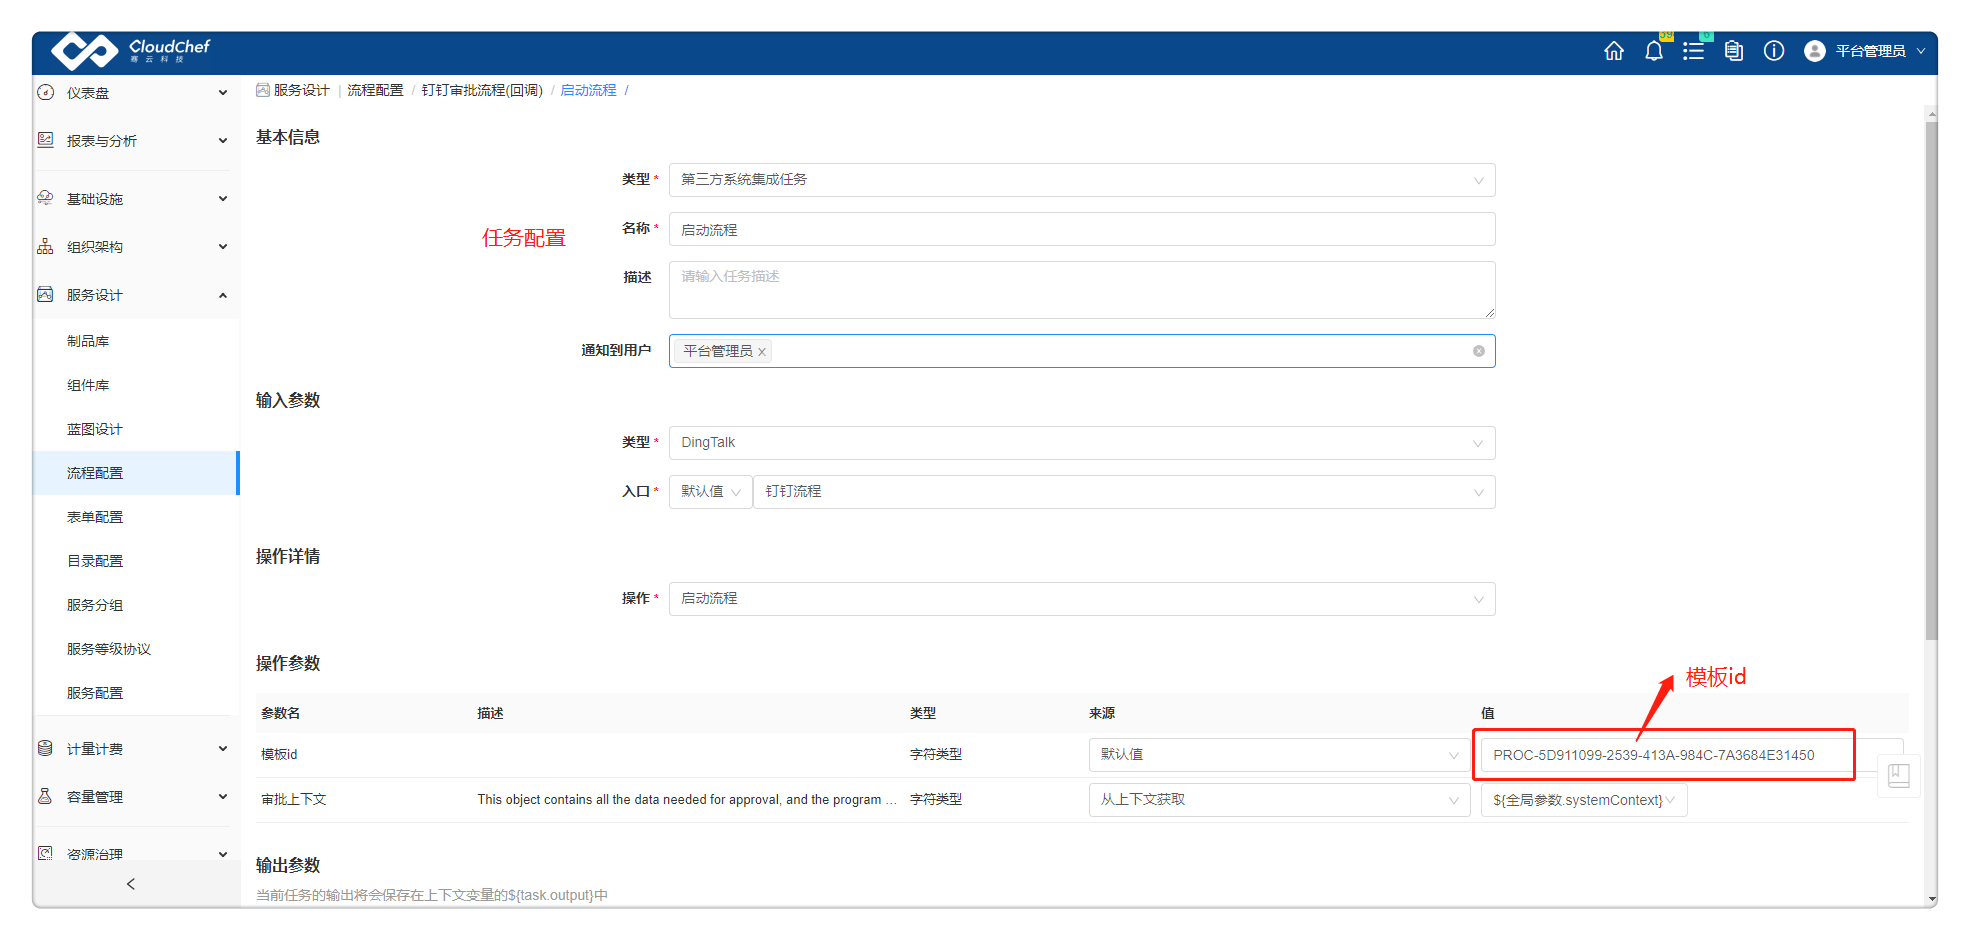 CloudChef
骞云科技
59
6
平台管理员
仪表盘
报表与分析
基础设施
组织架构
服务设计
制品库
组件库
蓝图设计
流程配置
表单配置
目录配置
服务分组
服务等级协议
服务配置
计量计费
容量管理
资源治理
服务设计 | 流程配置 / 钉钉审批流程(回调) / 启动流程 /
基本信息
类型 * 第三方系统集成任务
任务配置
名称 * 启动流程
描述 请输入任务描述
通知到用户 平台管理员 x
输入参数
类型 * DingTalk
入口 * 默认值 钉钉流程
操作详情
操作 * 启动流程
操作参数
模板id
参数名 描述 类型 来源 值
模板id 字符类型 默认值 PROC-5D911099-2539-413A-984C-7A3684E31450
审批上下文 This object contains all the data needed for approval, and the program ... 字符类型 从上下文获取 ${全局参数.systemContext}
输出参数
当前任务的输出将会保存在上下文变量的${task.output}中